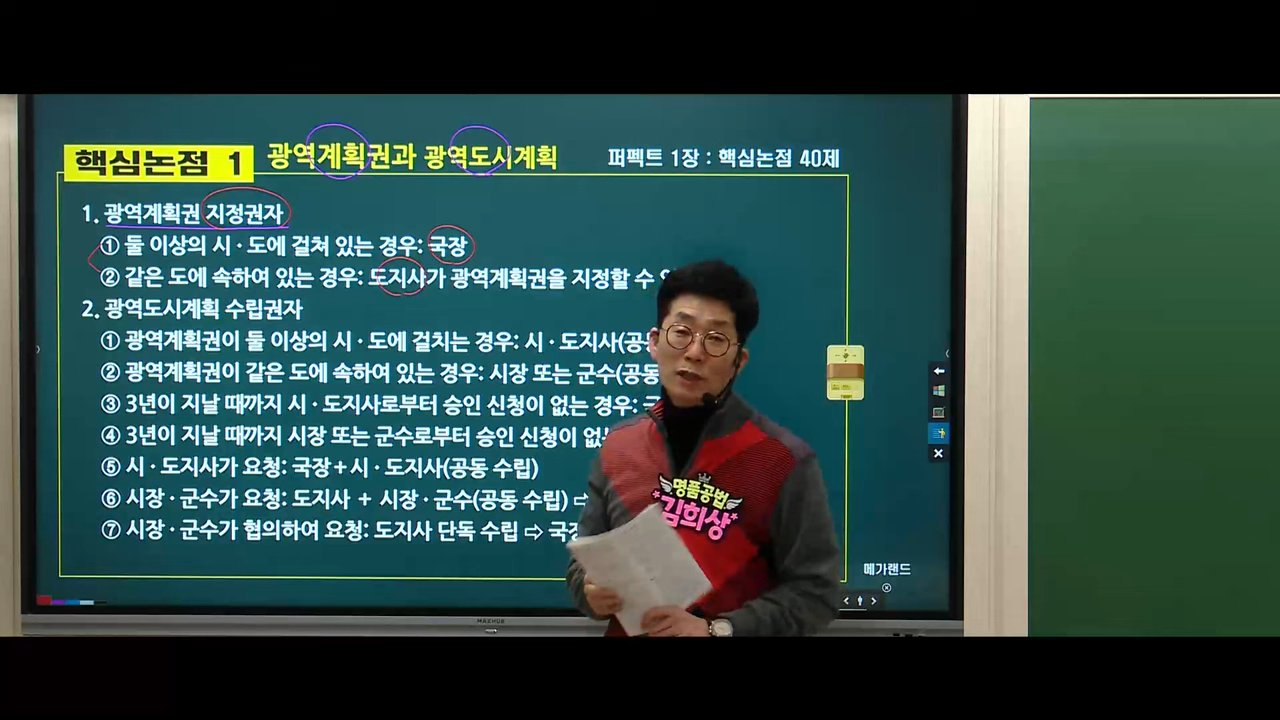 핵심논점 1 광역계획권과 광역도시계획 퍼펙트 1장 : 핵심논점 40제
1. 광역계획권 지정권자
① 둘 이상의 시·도에 걸쳐 있는 경우: 국장
② 같은 도에 속하여 있는 경우: 도지사가 광역계획권을 지정할 수
2. 광역도시계획 수립권자
① 광역계획권이 둘 이상의 시·도에 걸치는 경우: 시·도지사(공동
② 광역계획권이 같은 도에 속하여 있는 경우: 시장 또는 군수(공동
③ 3년이 지날 때까지 시·도지사로부터 승인 신청이 없는 경우:
④ 3년이 지날 때까지 시장 또는 군수로부터 승인 신청이 없
⑤ 시·도지사가 요청: 국장+시·도지사(공동 수립)
⑥ 시장·군수가 요청: 도지사 + 시장·군수(공동 수립) ⇨
⑦ 시장·군수가 협의하여 요청: 도지사 단독 수립 ⇨ 국장
명품공법
김희상
메가랜드
MAXHUB